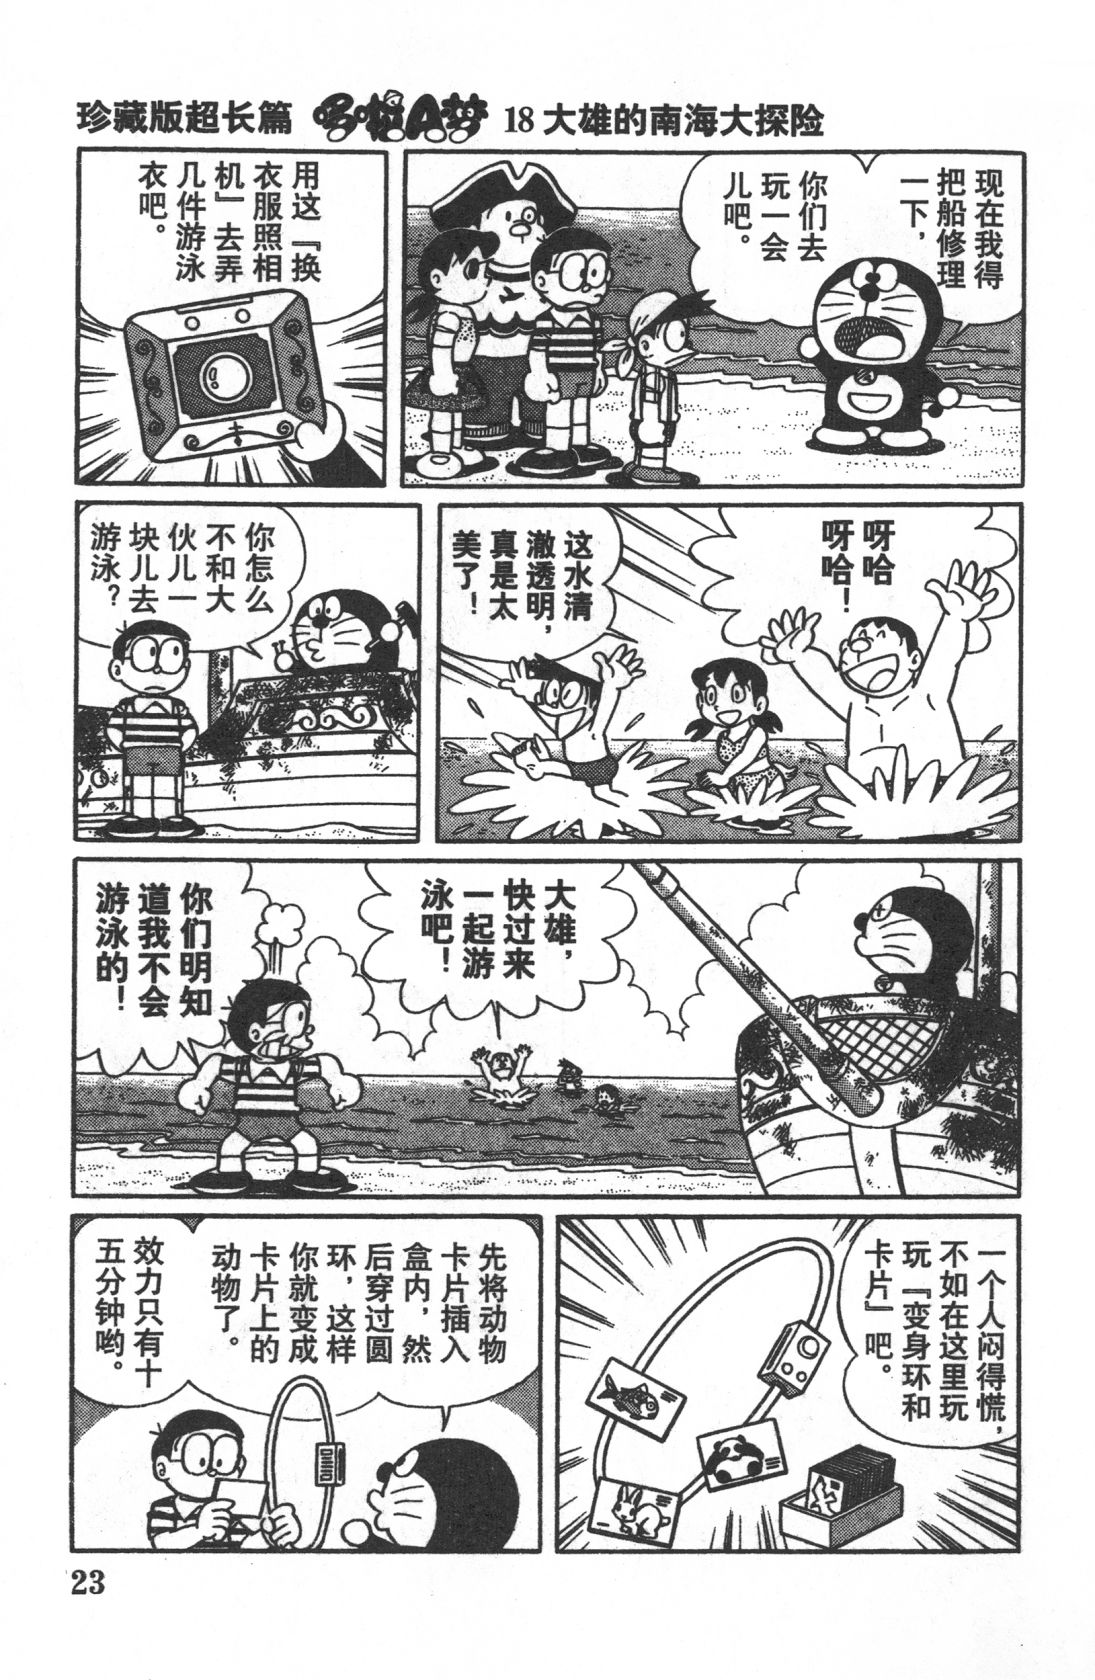 珍藏版超长篇 哆啦A梦 18 大雄的南海大探险
现在我得
把船修理
一下，
你们去
玩一会
儿吧。
用这『换
衣服照相
机』去弄
几件游泳
衣吧。
呀哈
呀哈！
这水清
澈透明，
真是太
美了！
你怎么
不和大
伙儿一
块儿去
游泳？
大雄，
快过来
一起游
泳吧！
你们明知
道我不会
游泳的！
一个人闷得慌，
不如在这里玩
玩『变身环和
卡片』吧。
先将动物
卡片插入
盒内，然
后穿过圆
环，这样
你就变成
卡片上的
动物了。
效力只有十
五分钟哟。
23